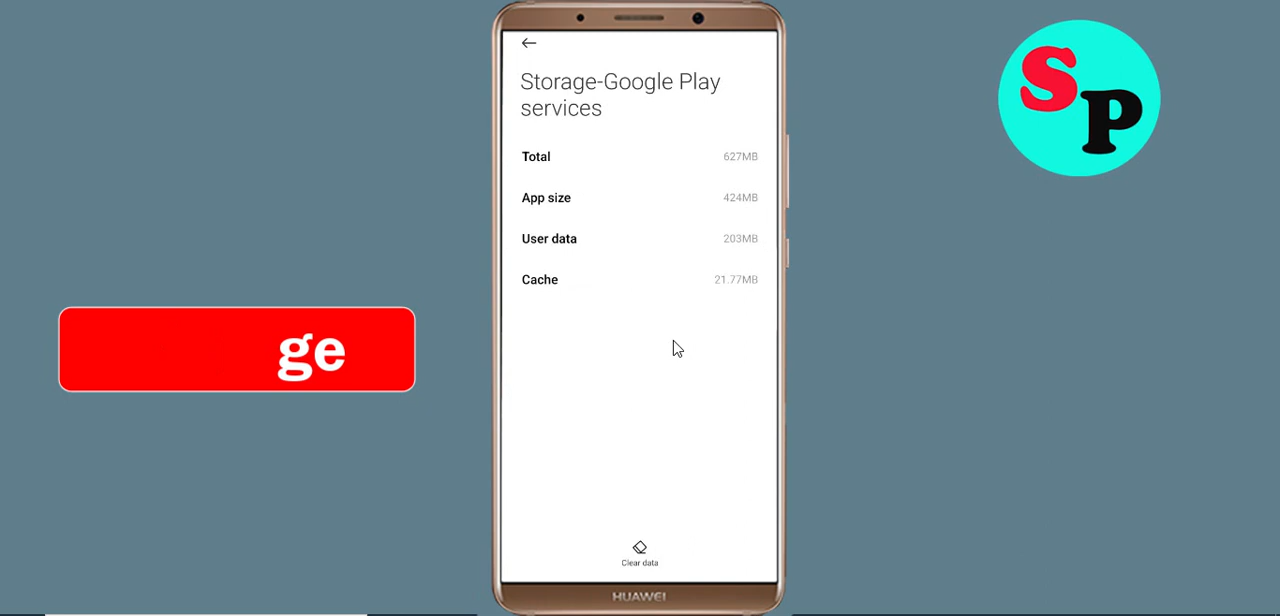 Storage-Google Play
services
Total 627MB
App size 424MB
User data 203MB
Cache 21.77MB
Clear data
HUAWEI
ge
SP